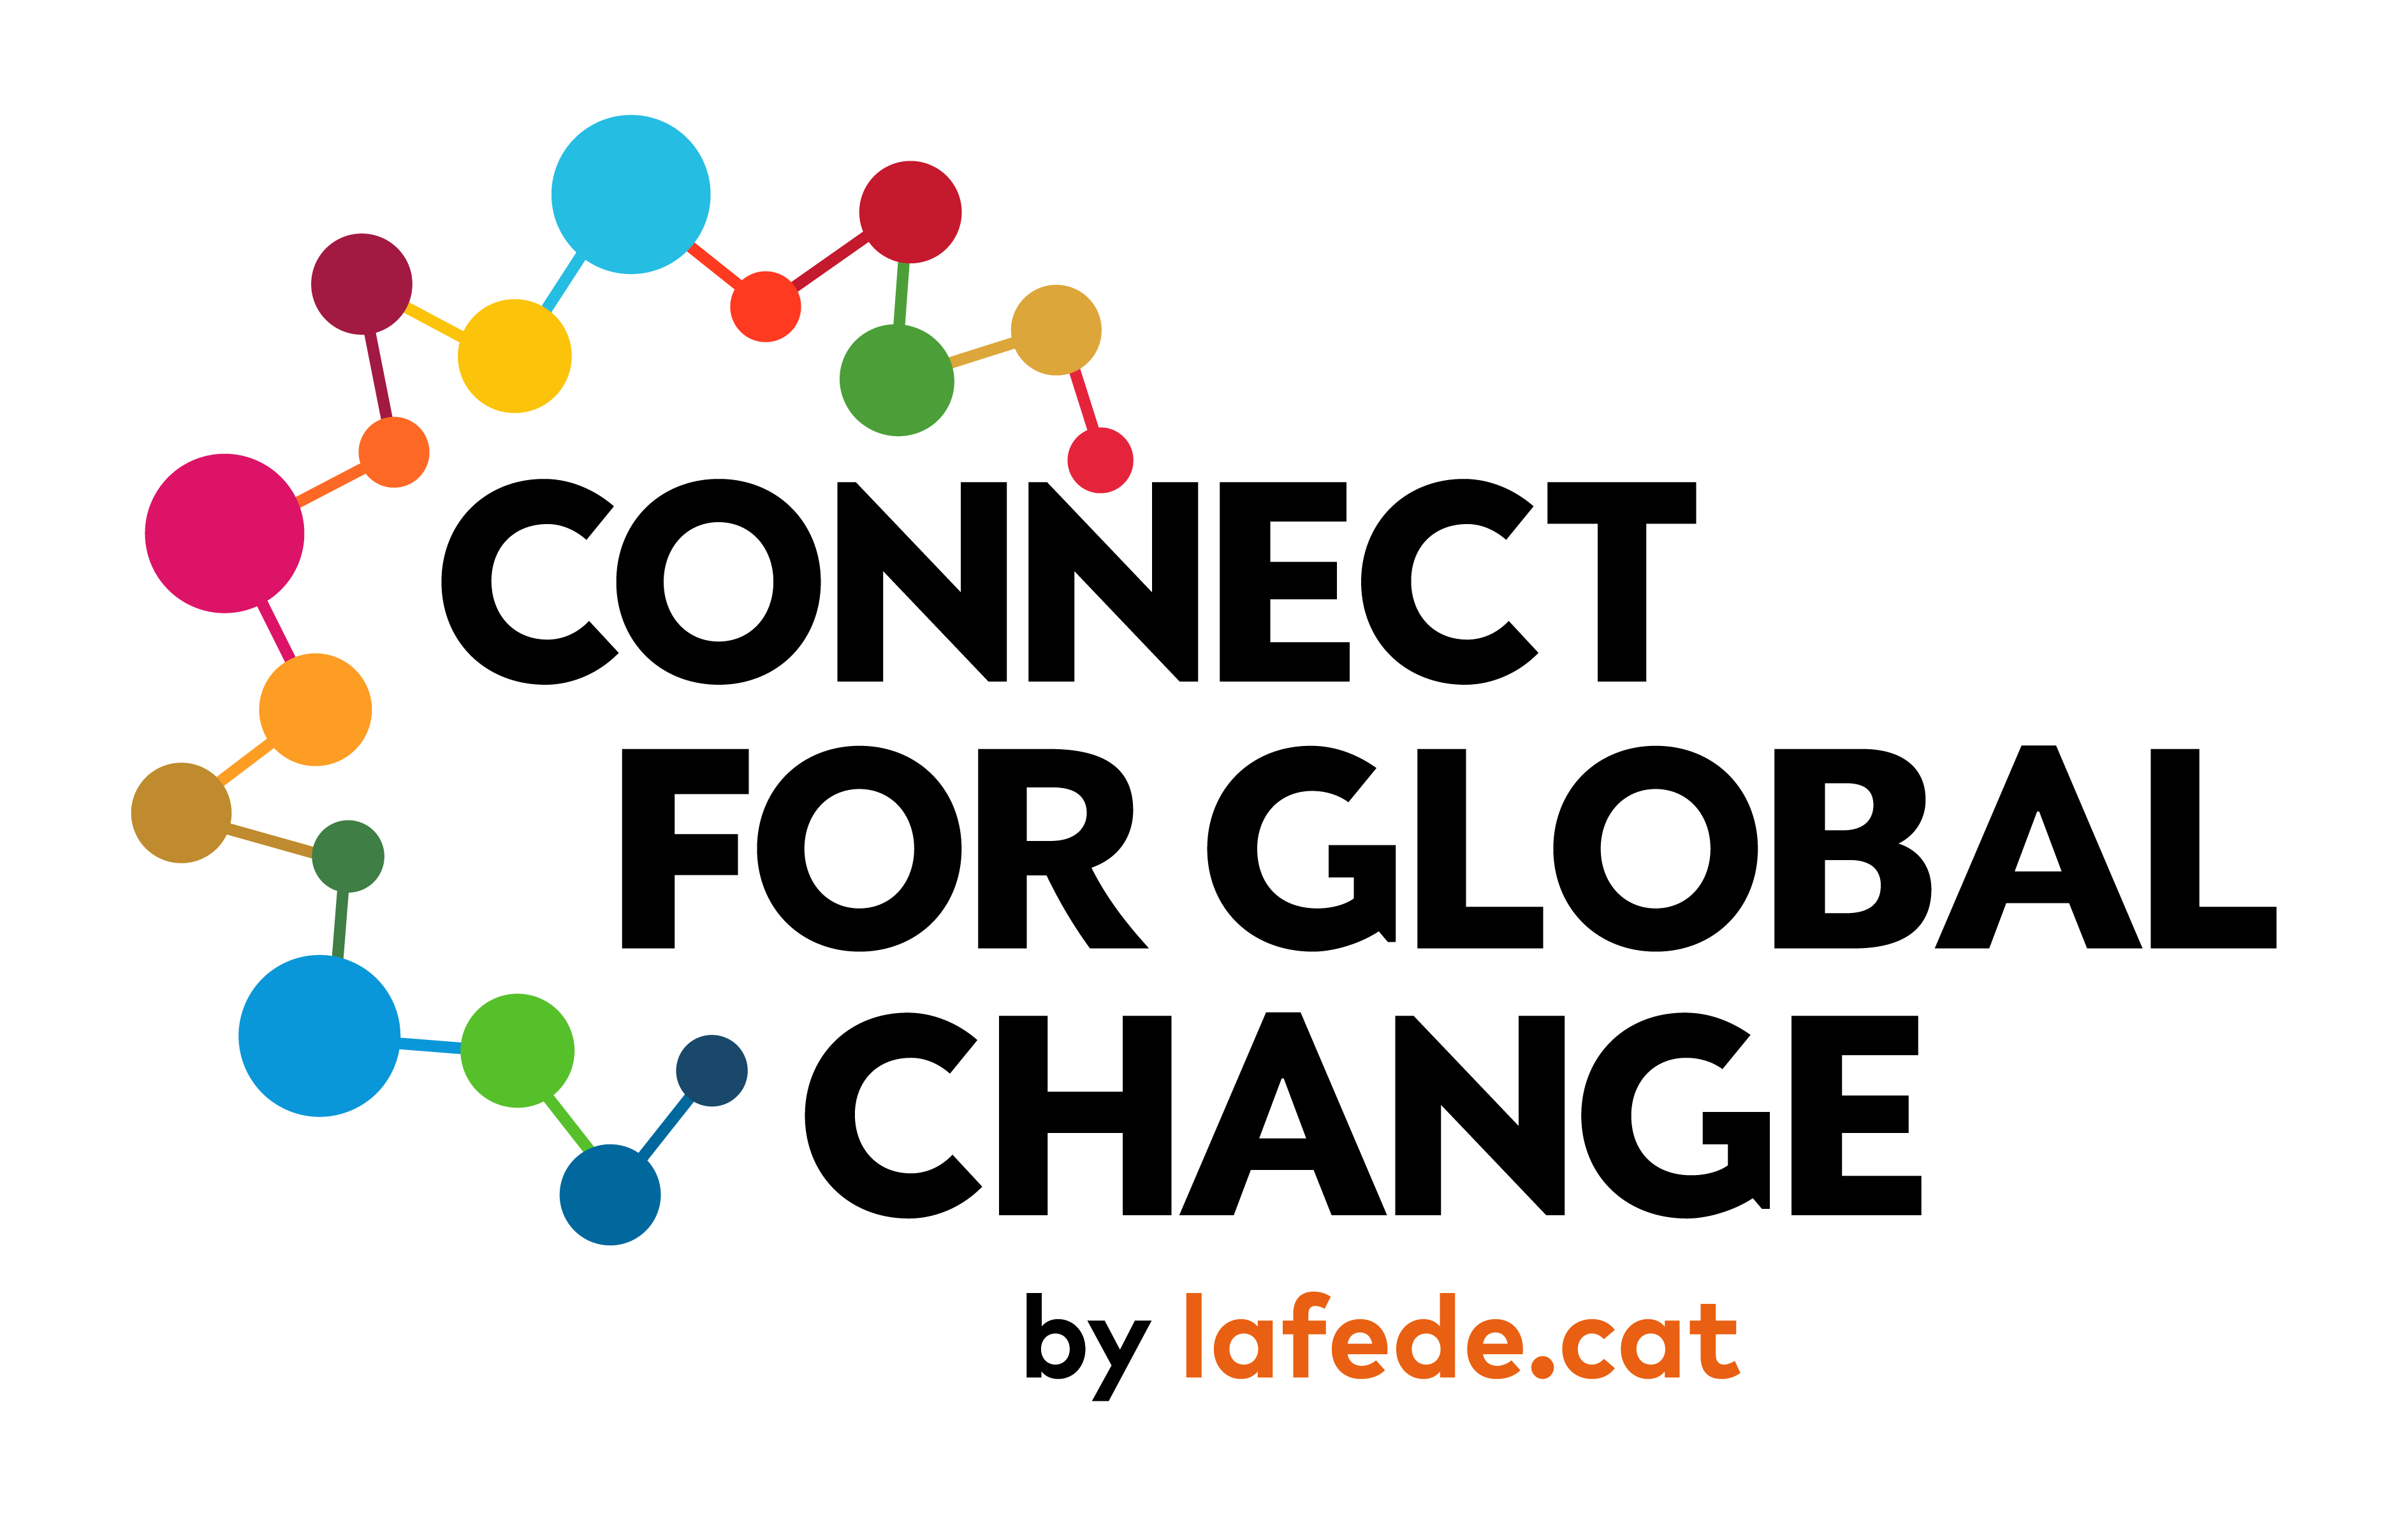 CONNECT
FOR GLOBAL
CHANGE
by lafede.cat